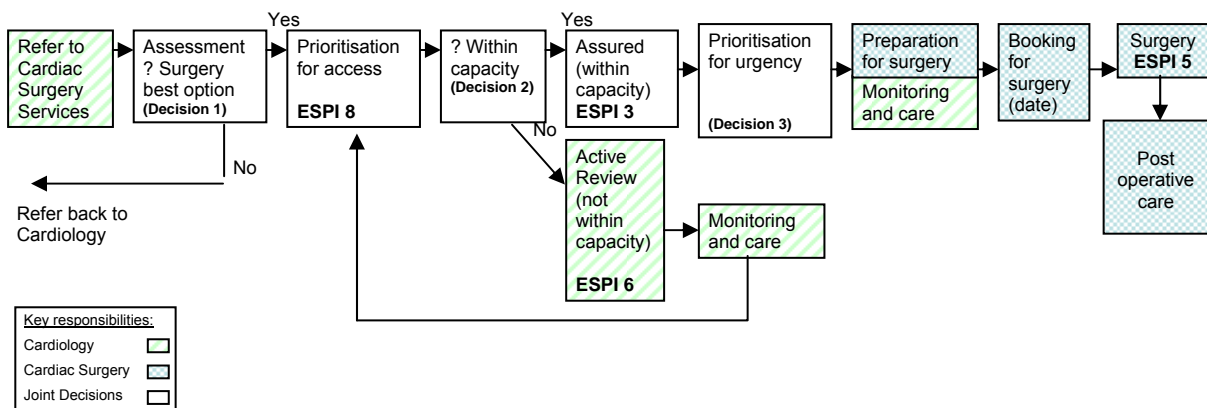 Yes
Yes
Refer to
Cardiac
Surgery
Services
Assessment
? Surgery
best option
(Decision 1)
Prioritisation
for access
ESPI 8
? Within
capacity
(Decision 2)
Assured
(within
capacity)
ESPI 3
Prioritisation
for urgency
(Decision 3)
Preparation
for surgery
Monitoring
and care
Booking
for
surgery
(date)
Surgery
ESPI 5
No
No
Refer back to
Cardiology
Active
Review
(not
within
capacity)
ESPI 6
Monitoring
and care
Post
operative
care
Key responsibilities:
Cardiology
Cardiac Surgery
Joint Decisions